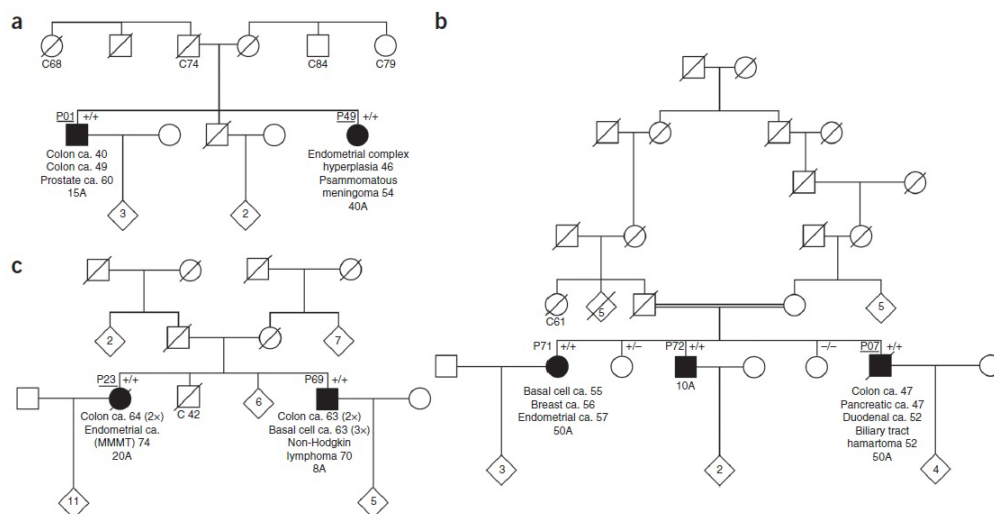 a
C68
C74
C84
C79
P01 +/+
P49 +/+
Colon ca. 40
Colon ca. 49
Prostate ca. 60
15A
Endometrial complex
hyperplasia 46
Psammomatous
meningoma 54
40A
3
2
b
C61
5
5
P71 +/+
+/–
P72 +/+
–/–
P07 +/+
Basal cell ca. 55
Breast ca. 56
Endometrial ca. 57
50A
10A
Colon ca. 47
Pancreatic ca. 47
Duodenal ca. 52
Biliary tract
hamartoma 52
50A
3
2
4
c
2
7
P23 +/+
C 42
6
P69 +/+
Colon ca. 64 (2×)
Endometrial ca.
(MMMT) 74
20A
Colon ca. 63 (2×)
Basal cell ca. 63 (3×)
Non-Hodgkin
lymphoma 70
8A
11
5